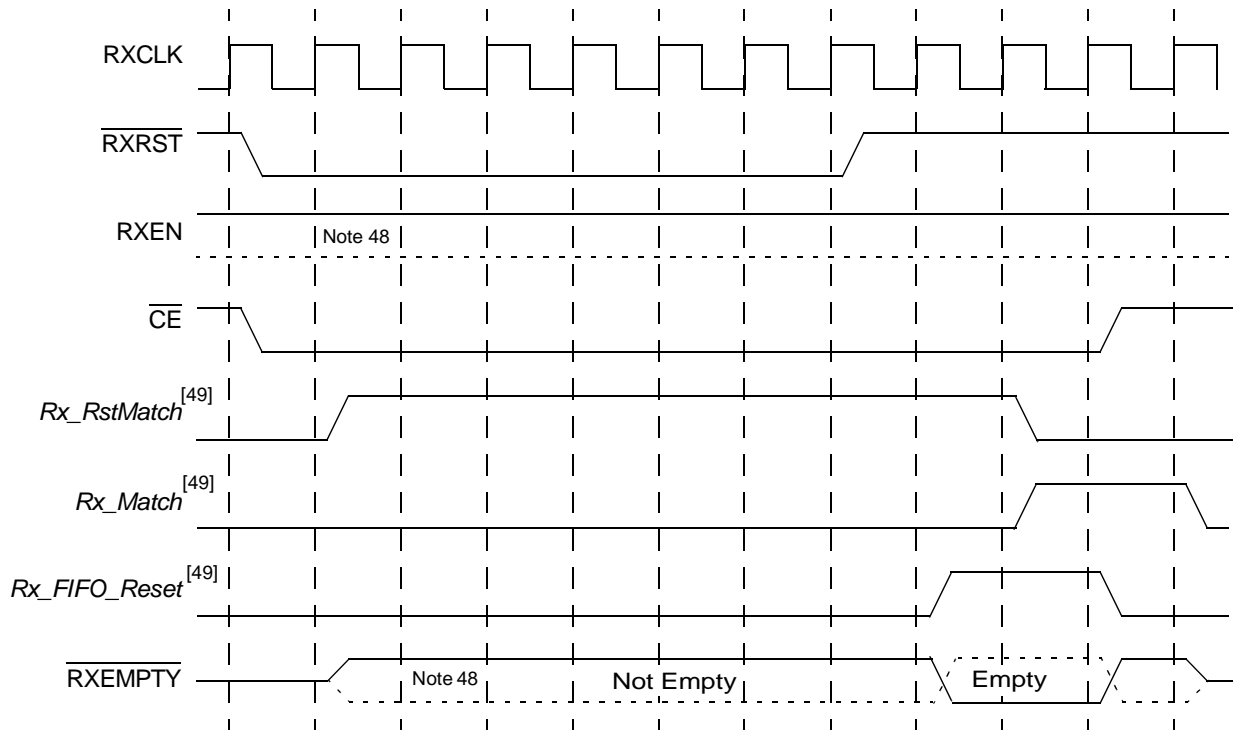 RXCLK
RXRST
RXEN
Note 48
CE
Rx_RstMatch[49]
Rx_Match[49]
Rx_FIFO_Reset[49]
RXEMPTY
Note 48
Not Empty
Empty